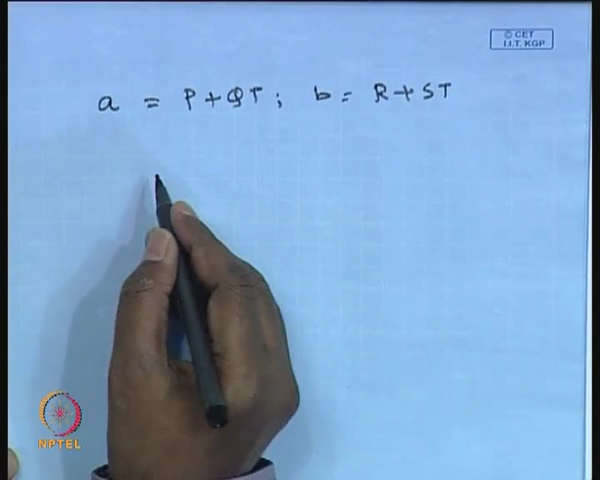 © CET
I.I.T. KGP
a = P+QT; b = R+ST
NPTEL